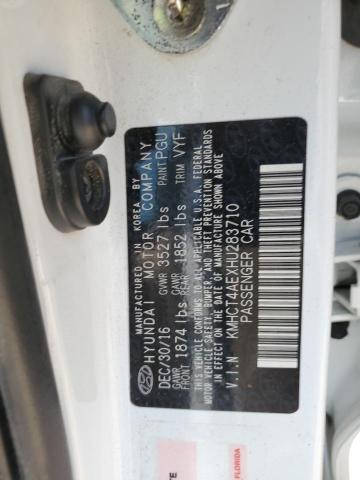 MANUFACTURED IN KOREA BY
HYUNDAI MOTOR COMPANY
DEC/30/16 GVWR 3527 lbs PAINT PGU
GAWR FRONT 1874 lbs GAWR REAR 1852 lbs TRIM VYF
THIS VEHICLE CONFORMS TO ALL APPLICABLE U.S.A. FEDERAL
MOTOR VEHICLE SAFETY, BUMPER, AND THEFT PREVENTION STANDARDS
IN EFFECT ON THE DATE OF MANUFACTURE SHOWN ABOVE
V.I.N KMHCT4AEXHU283710
PASSENGER CAR
FLORIDA